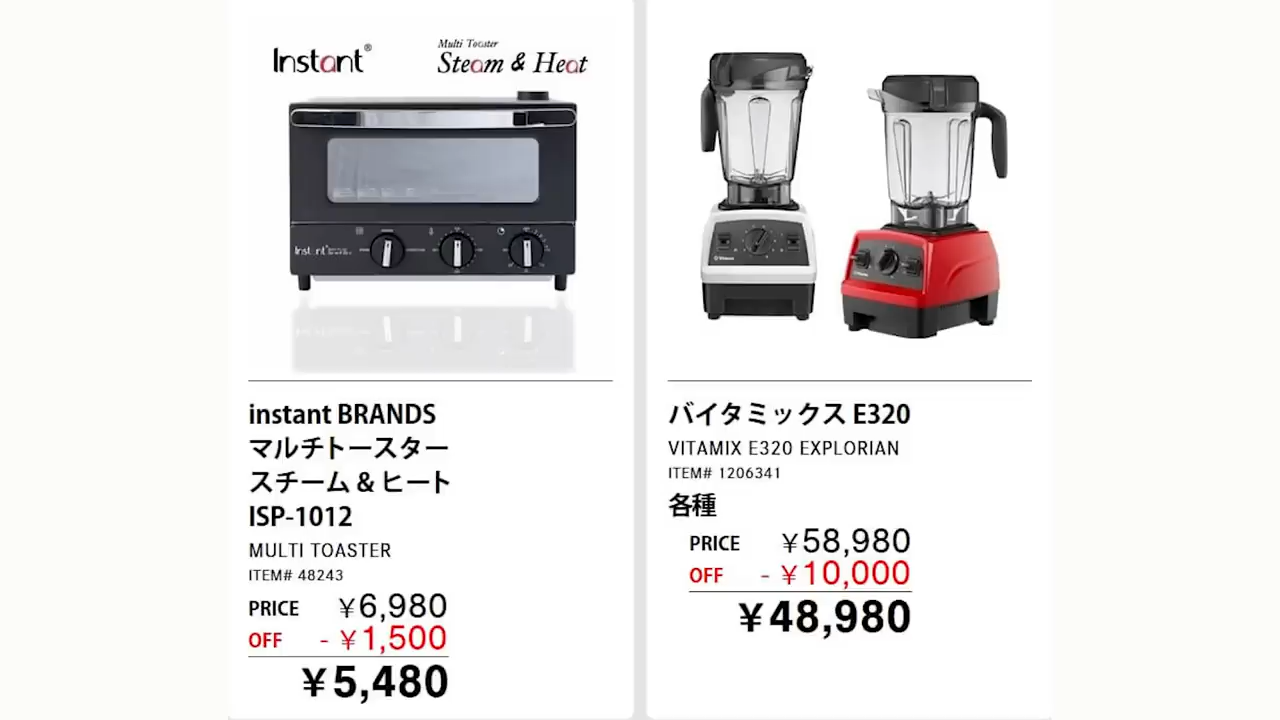 Instant®
Multi Toaster
Steam & Heat
Instant
instant BRANDS
マルチトースター
スチーム & ヒート
ISP-1012
MULTI TOASTER
ITEM# 48243
PRICE ¥6,980
OFF - ¥1,500
¥5,480
バイタミックス E320
VITAMIX E320 EXPLORIAN
ITEM# 1206341
各種
PRICE ¥58,980
OFF - ¥10,000
¥48,980